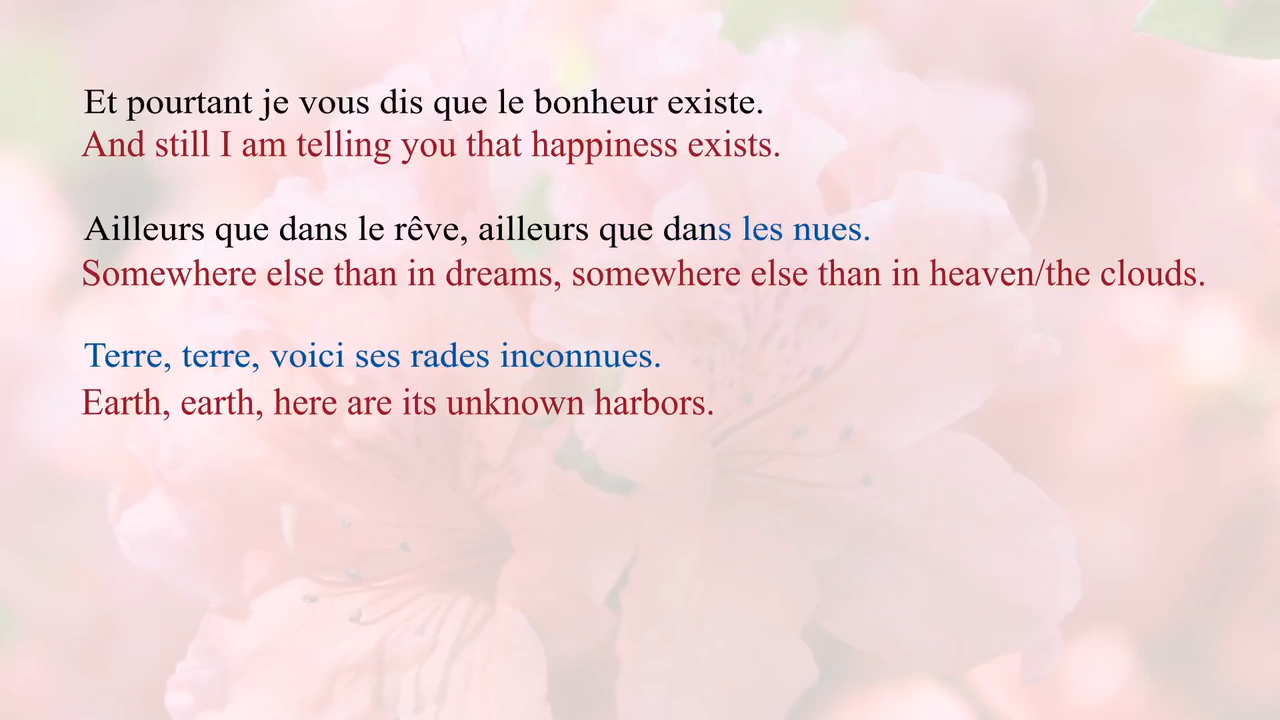 Et pourtant je vous dis que le bonheur existe.
And still I am telling you that happiness exists.
Ailleurs que dans le rêve, ailleurs que dans les nues.
Somewhere else than in dreams, somewhere else than in heaven/the clouds.
Terre, terre, voici ses rades inconnues.
Earth, earth, here are its unknown harbors.